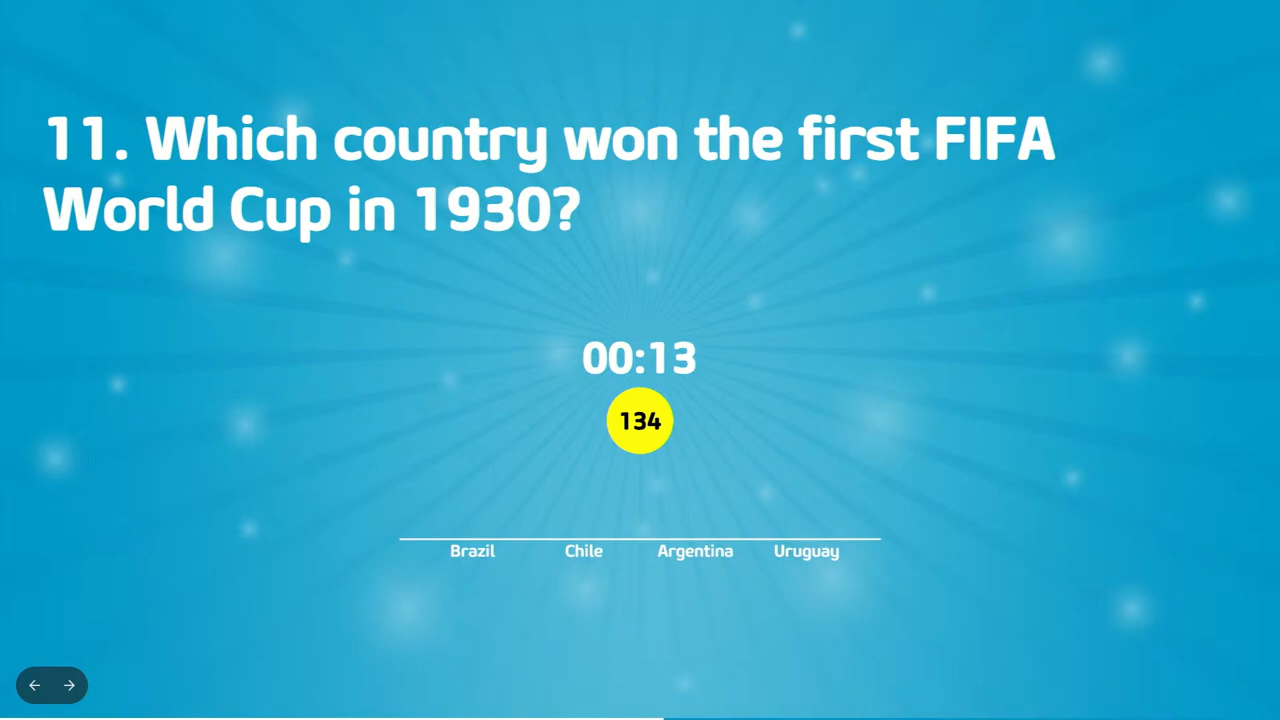 11. Which country won the first FIFA
World Cup in 1930?
00:13
134
Brazil Chile Argentina Uruguay